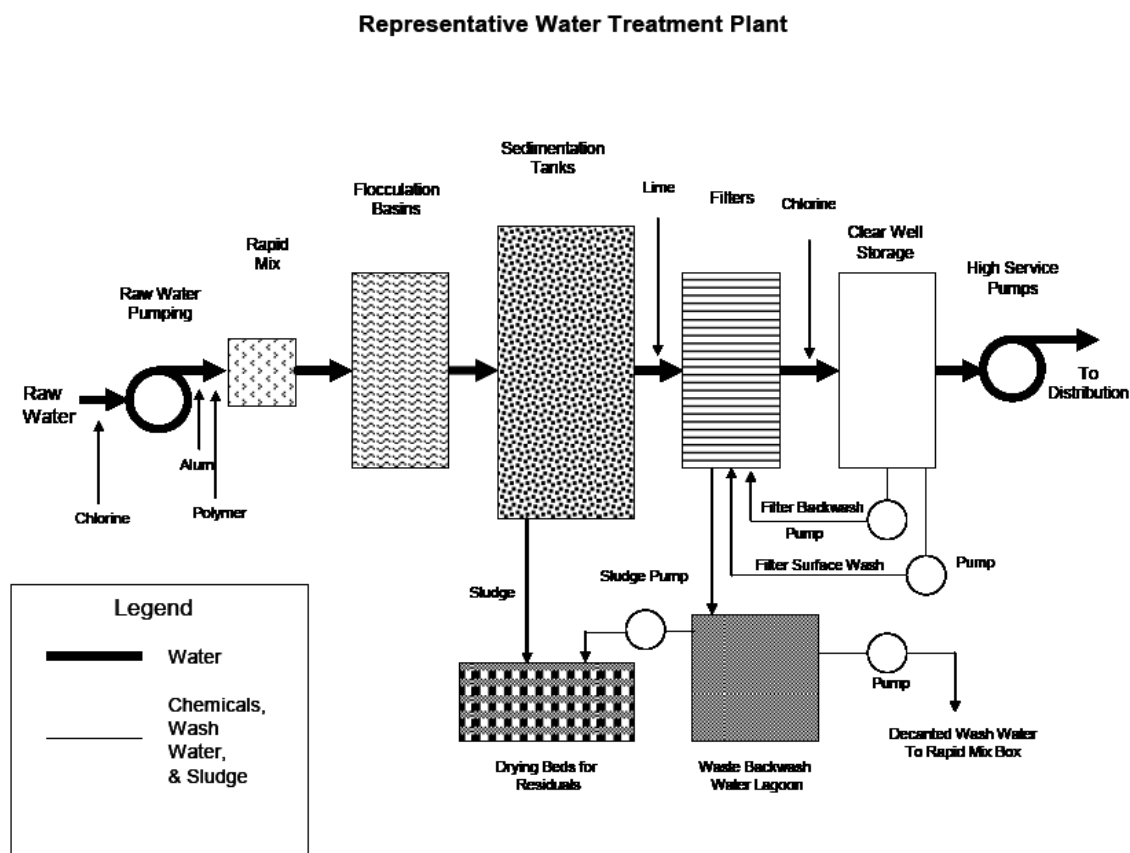 Representative Water Treatment Plant
Sedimentation
Tanks
Flocculation
Basins
Lime
Filters
Chlorine
Clear Well
Storage
Rapid
Mix
High Service
Pumps
Raw Water
Pumping
Raw
Water
To
Distribution
Alum
Chlorine
Polymer
Filter Backwash
Pump
Filter Surface Wash
Pump
Sludge Pump
Sludge
Pump
Legend
Water
Chemicals,
Wash
Water,
& Sludge
Drying Beds for
Residuals
Waste Backwash
Water Lagoon
Decanted Wash Water
To Rapid Mix Box